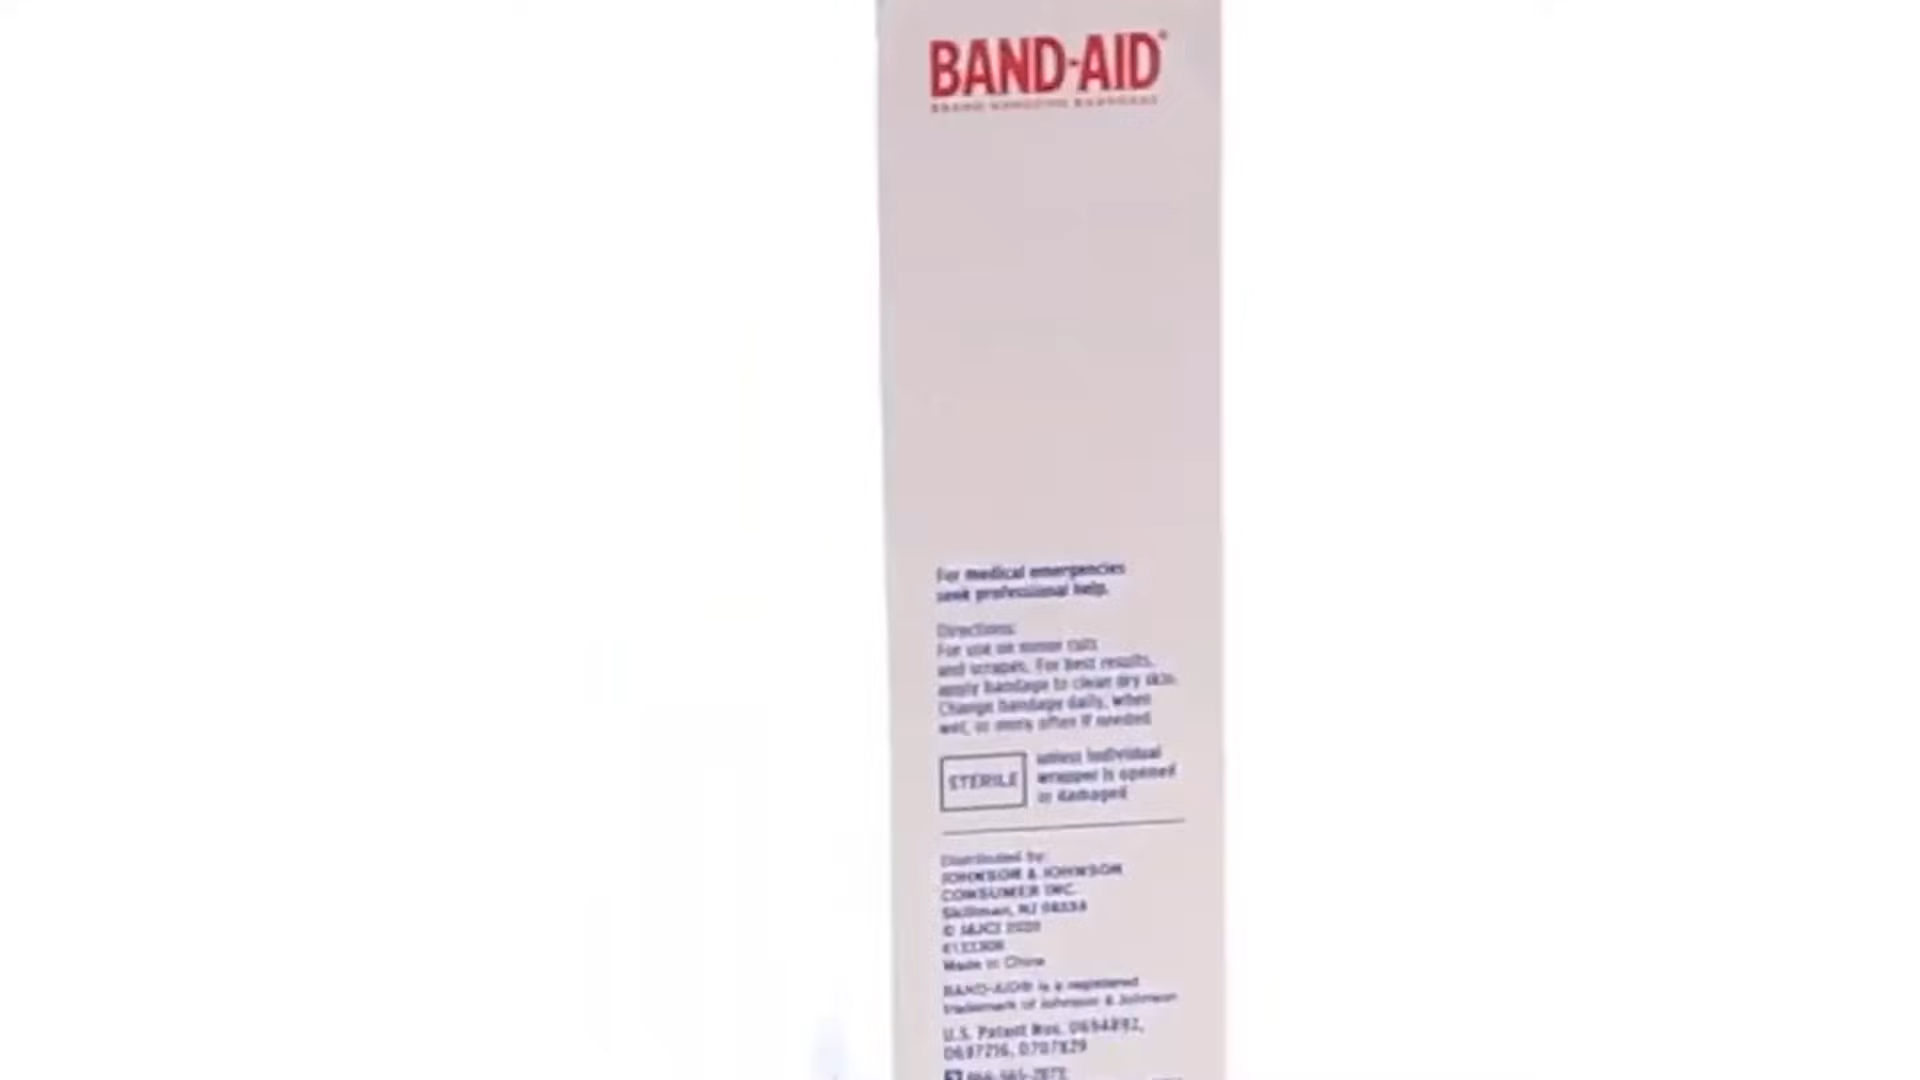 BAND-AID®
BRAND ADHESIVE BANDAGES
For medical emergencies
seek professional help.
Directions:
For use on minor cuts
and scrapes. For best results,
apply bandage to clean dry skin.
Change bandage daily, when
wet, or more often if needed
STERILE
unless individual
wrapper is opened
or damaged
Distributed by:
JOHNSON & JOHNSON
CONSUMER INC.
Skillman, NJ
© J&JCI 2020
Made in China
BAND-AID® is a registered
trademark of Johnson & Johnson
U.S. Patent Nos.